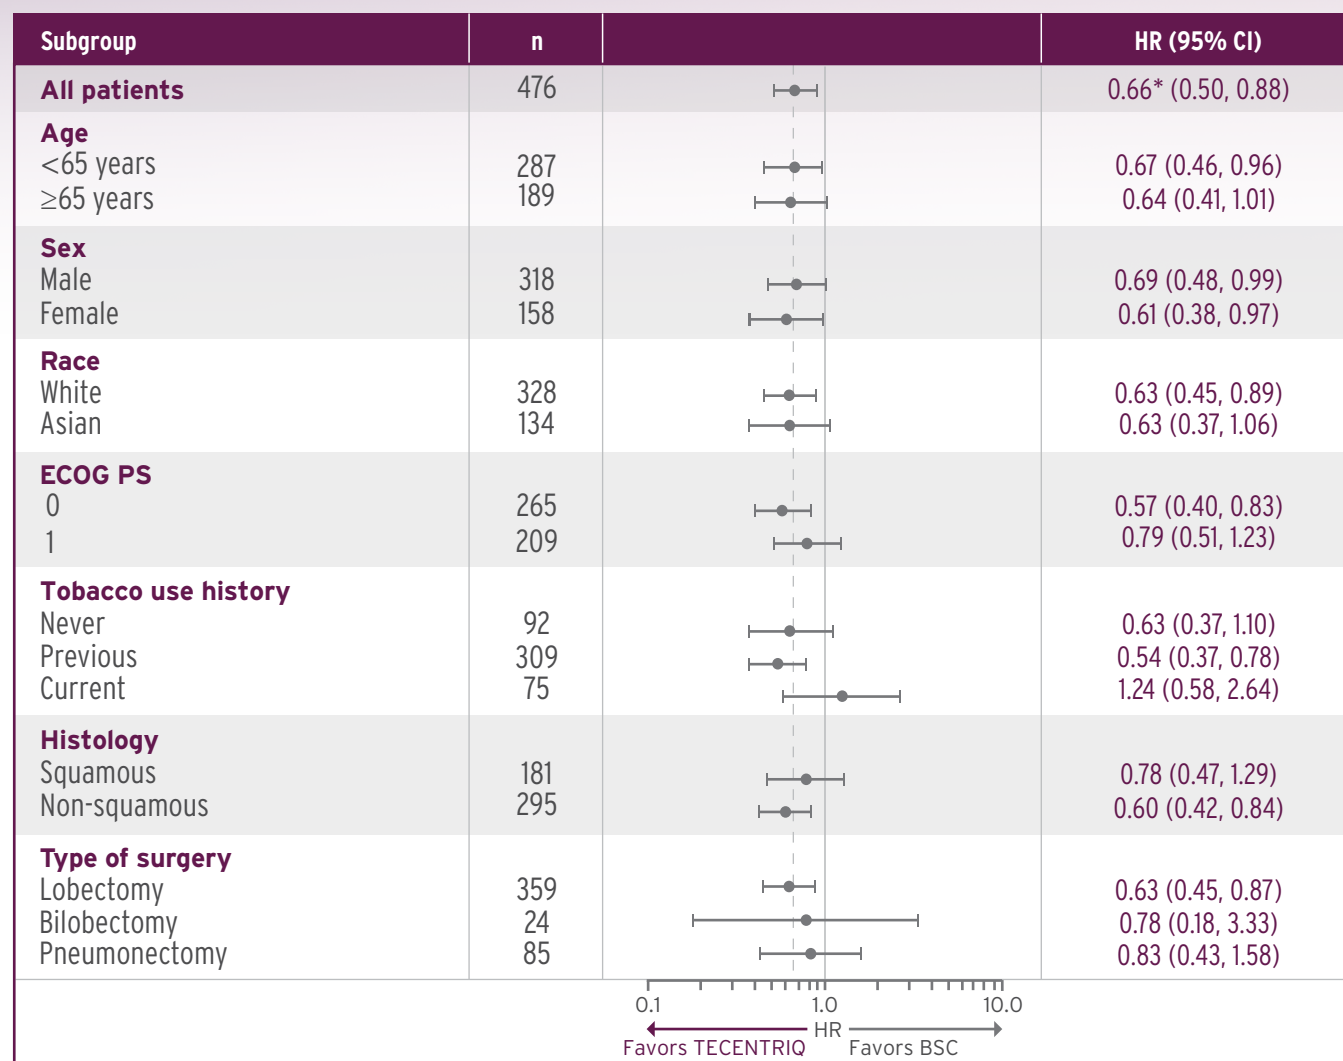 Subgroup n HR (95% CI)
All patients 476 0.66* (0.50, 0.88)
Age
<65 years 287 0.67 (0.46, 0.96)
≥65 years 189 0.64 (0.41, 1.01)
Sex
Male 318 0.69 (0.48, 0.99)
Female 158 0.61 (0.38, 0.97)
Race
White 328 0.63 (0.45, 0.89)
Asian 134 0.63 (0.37, 1.06)
ECOG PS
0 265 0.57 (0.40, 0.83)
1 209 0.79 (0.51, 1.23)
Tobacco use history
Never 92 0.63 (0.37, 1.10)
Previous 309 0.54 (0.37, 0.78)
Current 75 1.24 (0.58, 2.64)
Histology
Squamous 181 0.78 (0.47, 1.29)
Non-squamous 295 0.60 (0.42, 0.84)
Type of surgery
Lobectomy 359 0.63 (0.45, 0.87)
Bilobectomy 24 0.78 (0.18, 3.33)
Pneumonectomy 85 0.83 (0.43, 1.58)
0.1 1.0 10.0
HR
Favors TECENTRIQ Favors BSC